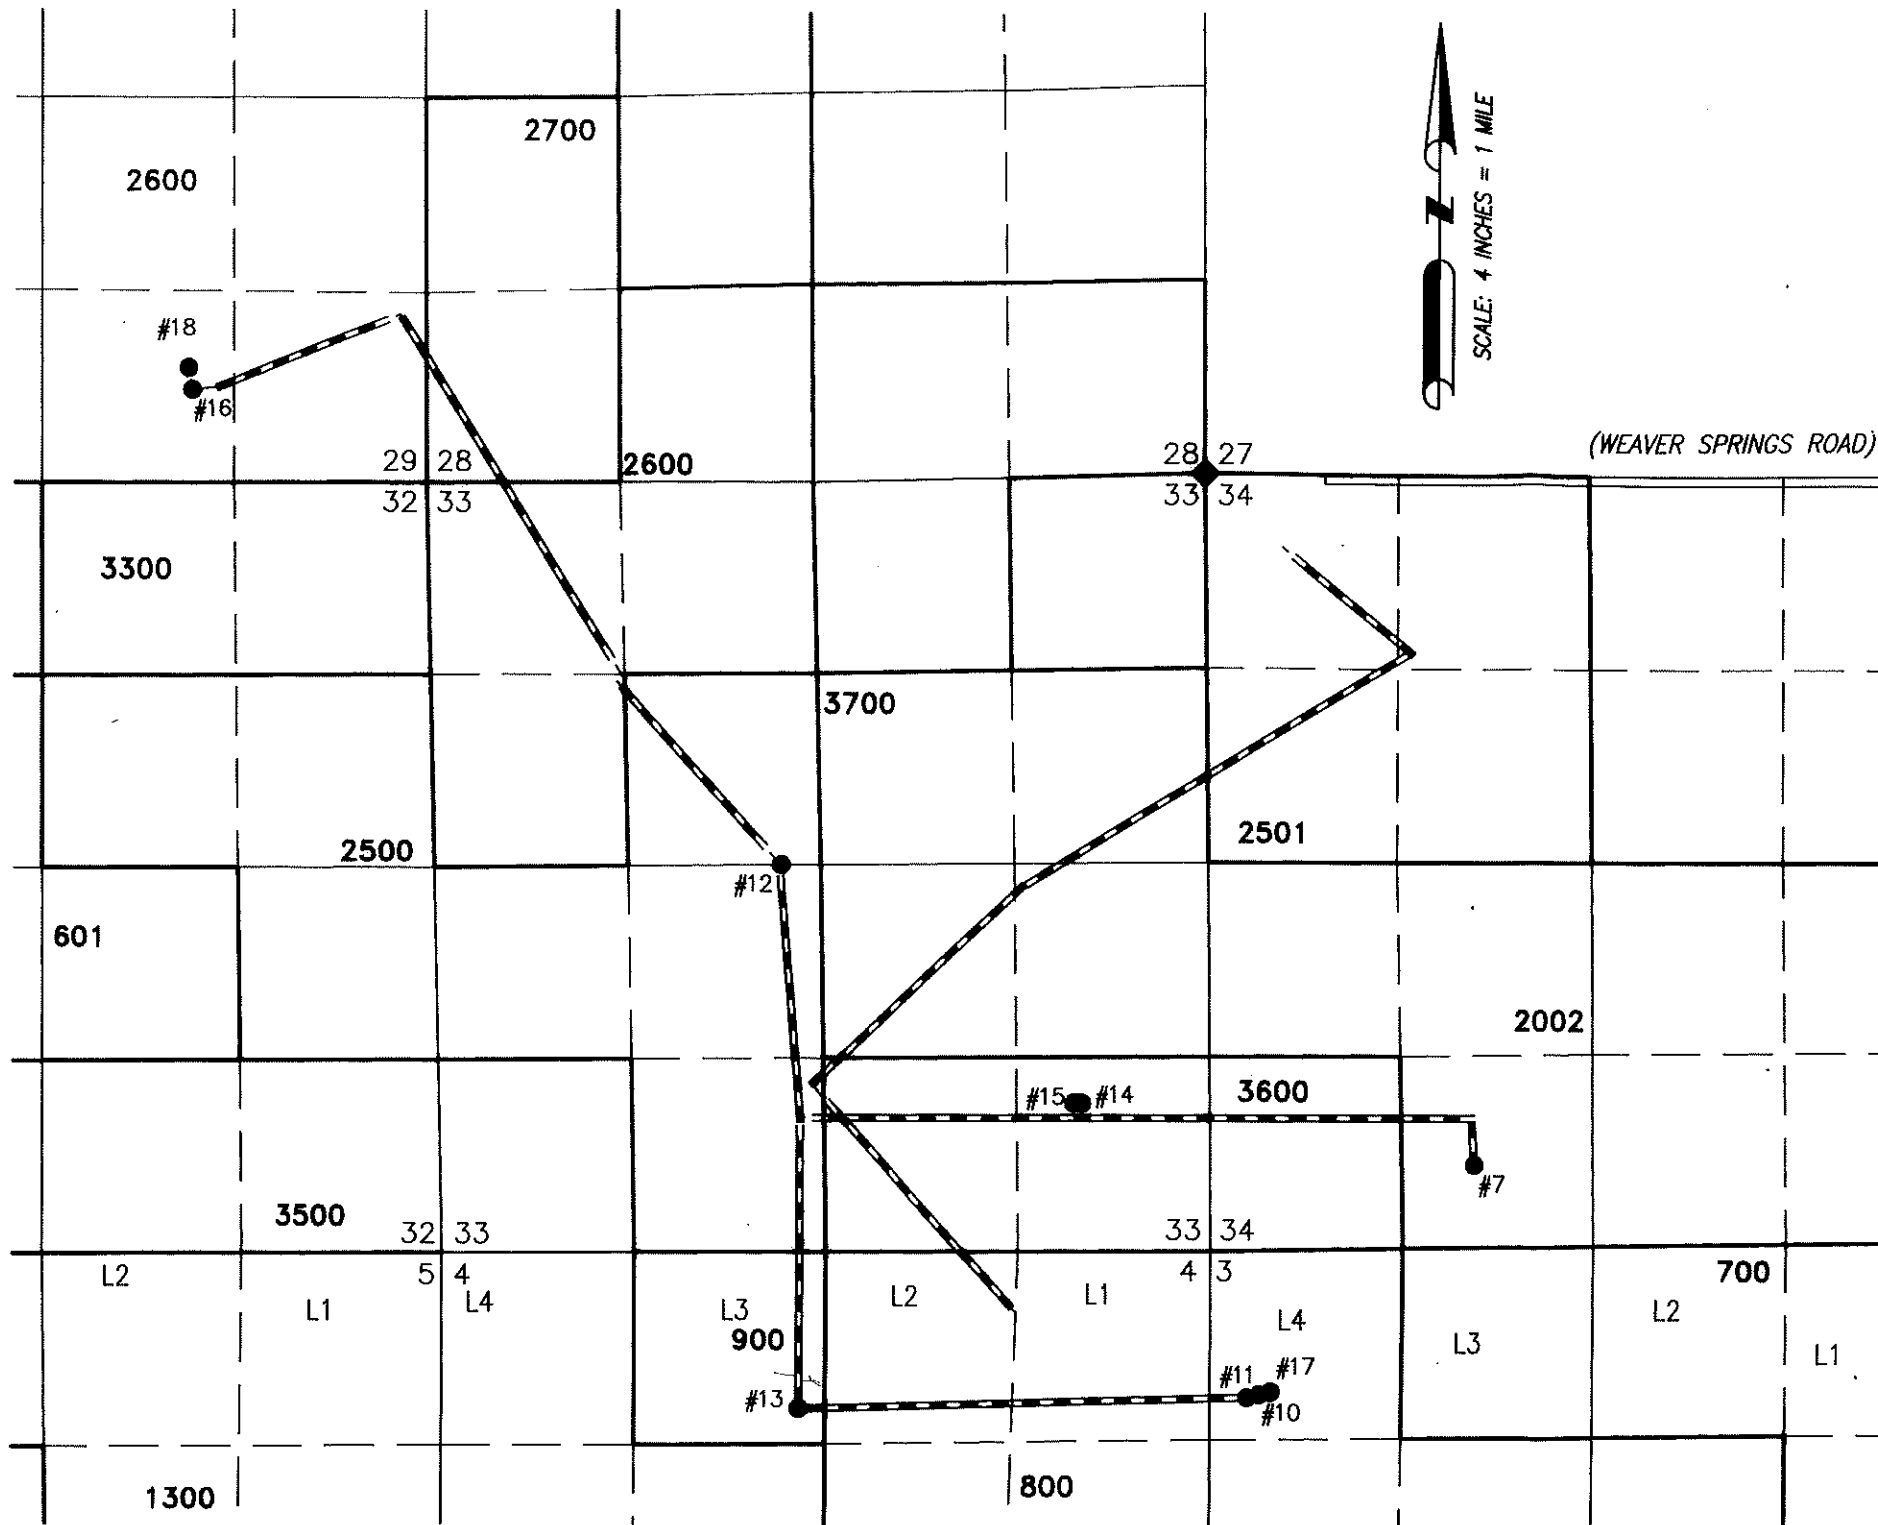 2700
2600
SCALE: 4 INCHES = 1 MILE
N
#18
#16
(WEAVER SPRINGS ROAD)
29 28
2600
28 27
32 33
33 34
3300
3700
2501
2500
#12
601
2002
3600
#15 #14
#7
3500
32 33
33 34
5 4
4 3
700
L2
L1
L4
L3
L2
L1
L4
L3
L2
L1
900
#11 #17
#13
#10
1300
800